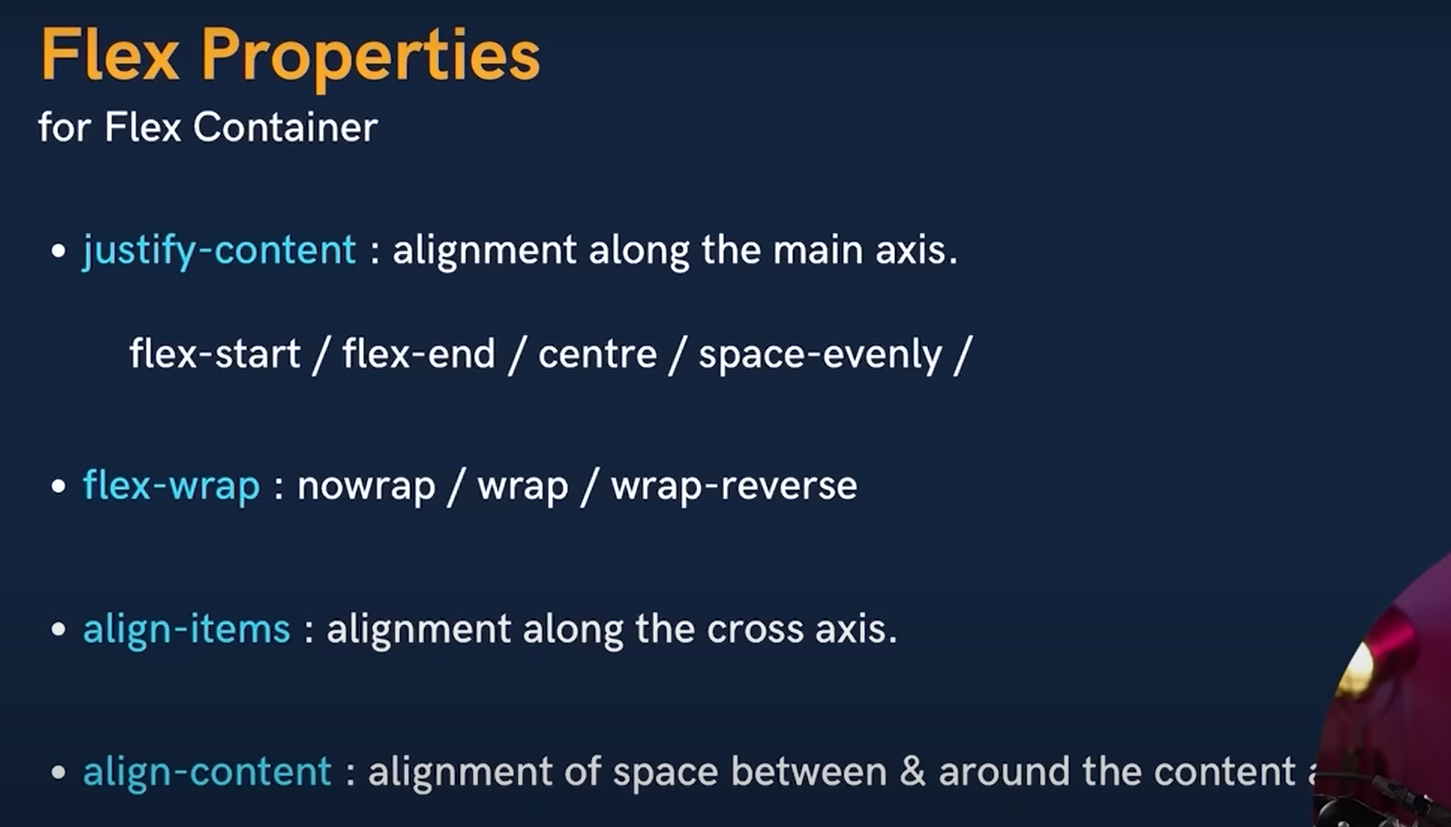 Flex Properties
for Flex Container
• justify-content : alignment along the main axis.
flex-start / flex-end / centre / space-evenly /
• flex-wrap : nowrap / wrap / wrap-reverse
• align-items : alignment along the cross axis.
• align-content : alignment of space between & around the content